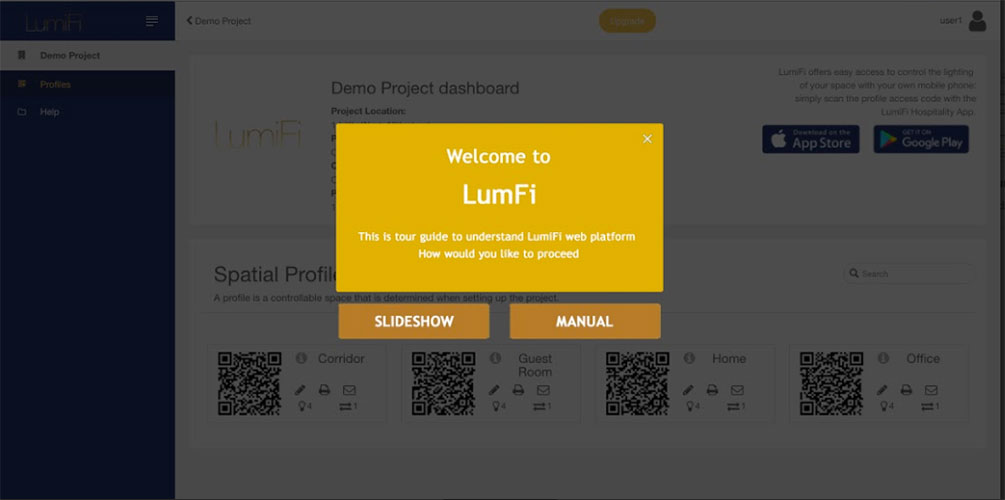 LumiFi
Demo Project
Upgrade
user1
Demo Project
Profiles
Help
Demo Project dashboard
Project Location:
LumiFi
LumiFi offers easy access to control the lighting
of your space with your own mobile phone:
simply scan the profile access code with the
LumiFi Hospitality App.
Download on the
App Store
GET IT ON
Google Play
Welcome to
LumFi
This is tour guide to understand LumiFi web platform
How would you like to proceed
SLIDESHOW
MANUAL
Spatial Profil
Search
A profile is a controllable space that is determined when setting up the project.
Corridor
4
1
Guest
Room
4
1
Home
4
1
Office
4
1